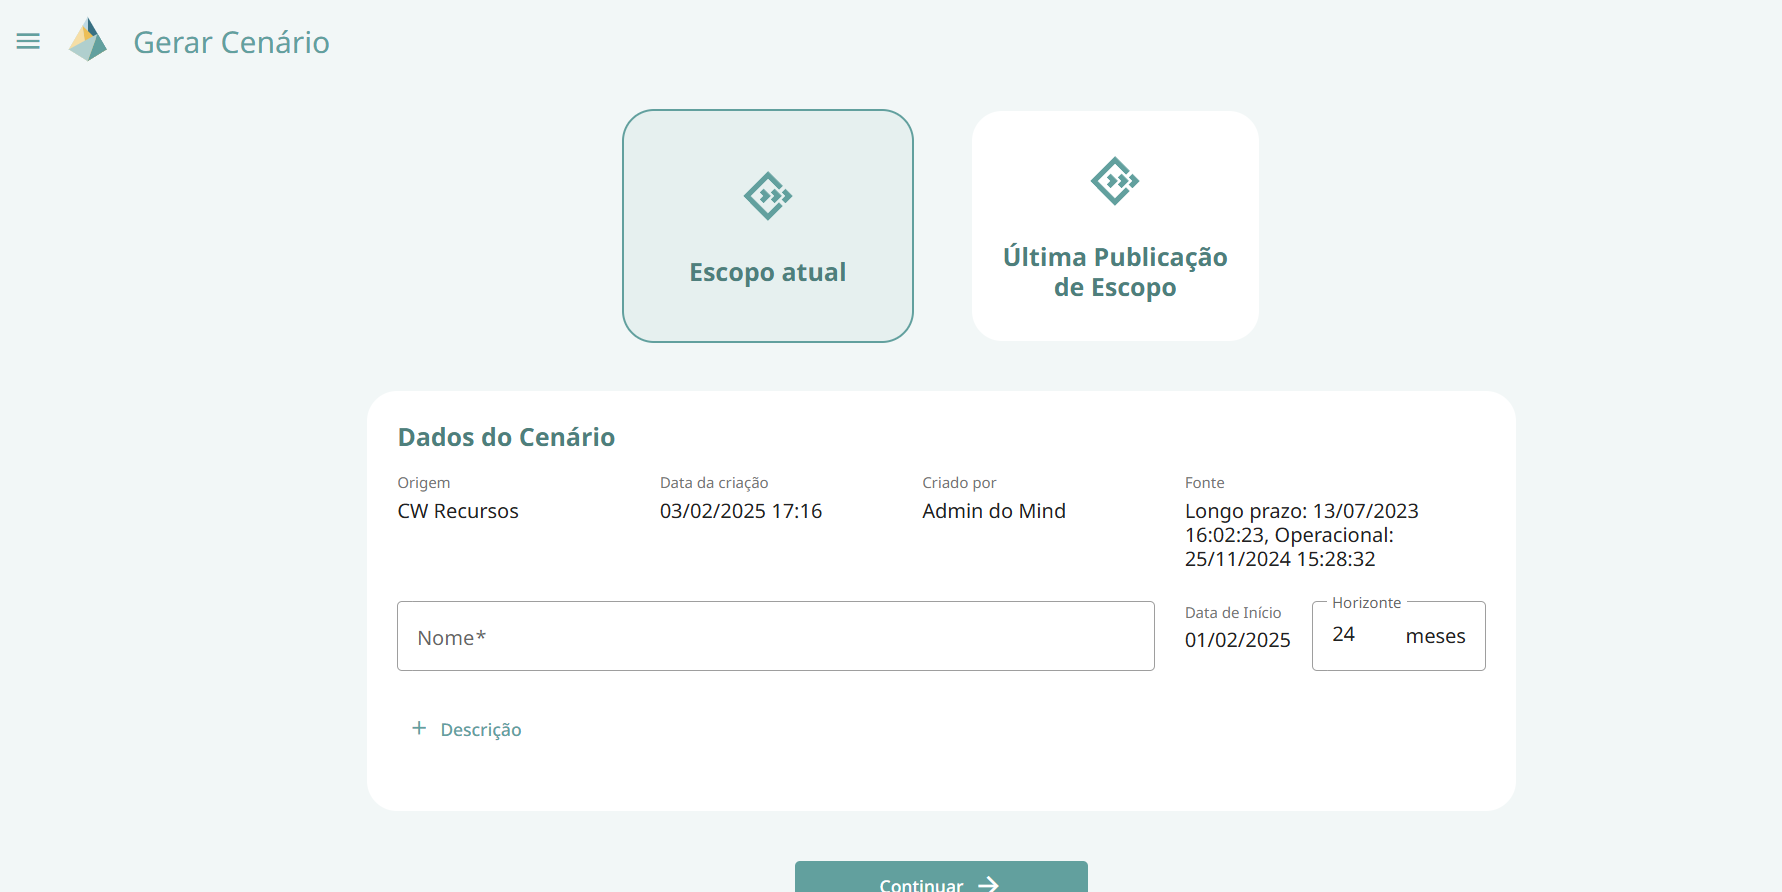 Gerar Cenário
Escopo atual
Última Publicação
de Escopo
Dados do Cenário
Origem
CW Recursos
Data da criação
03/02/2025 17:16
Criado por
Admin do Mind
Fonte
Longo prazo: 13/07/2023
16:02:23, Operacional:
25/11/2024 15:28:32
Nome*
Data de Início
01/02/2025
Horizonte
24 meses
+ Descrição
Continuar